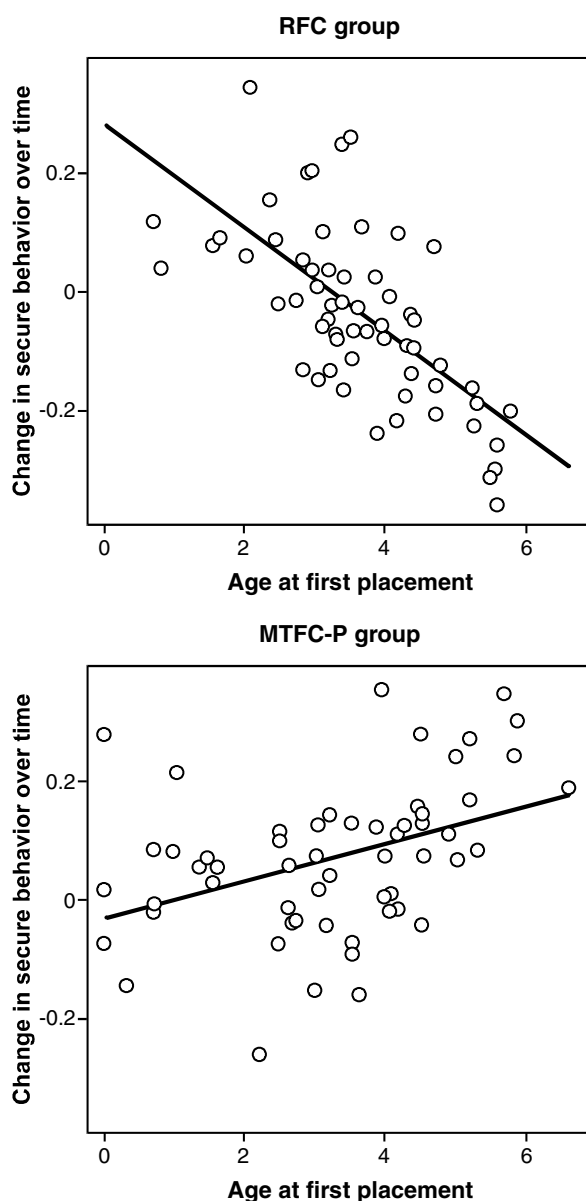 RFC group
Change in secure behavior over time
0.2
0
-0.2
0 2 4 6
Age at first placement
MTFC-P group
Change in secure behavior over time
0.2
0
-0.2
0 2 4 6
Age at first placement